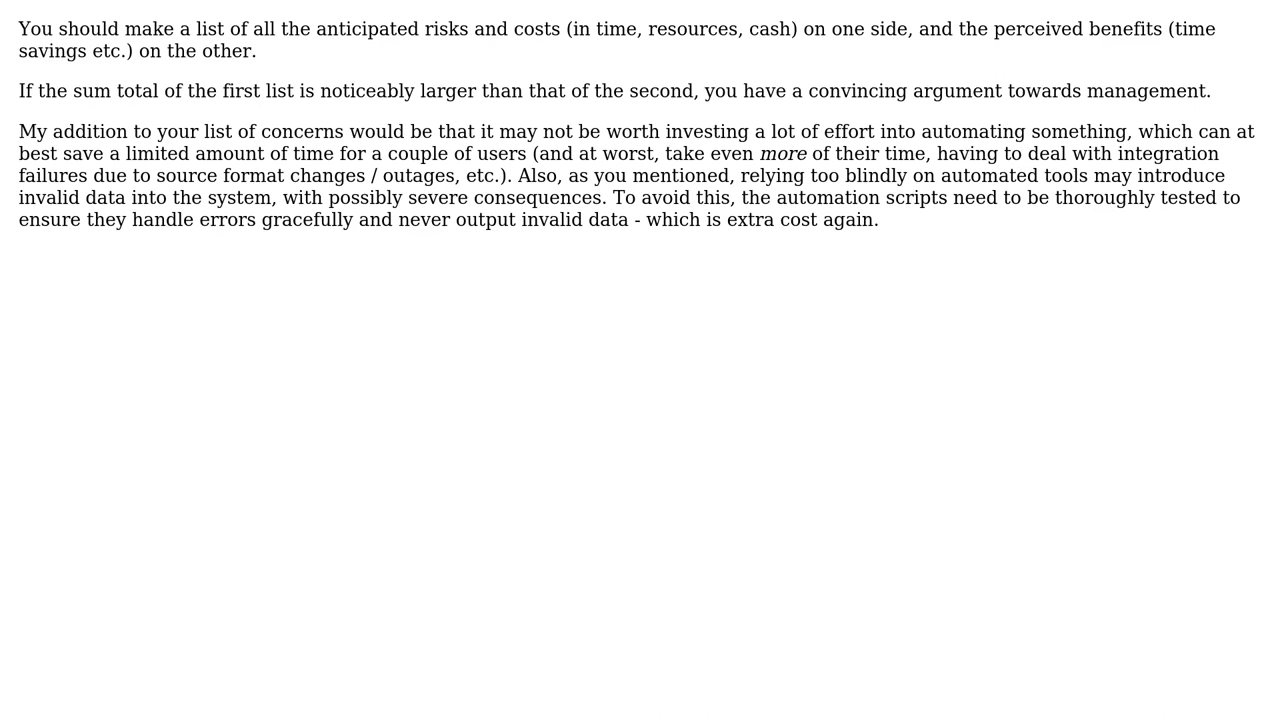 You should make a list of all the anticipated risks and costs (in time, resources, cash) on one side, and the perceived benefits (time
savings etc.) on the other.
If the sum total of the first list is noticeably larger than that of the second, you have a convincing argument towards management.
My addition to your list of concerns would be that it may not be worth investing a lot of effort into automating something, which can at
best save a limited amount of time for a couple of users (and at worst, take even more of their time, having to deal with integration
failures due to source format changes / outages, etc.). Also, as you mentioned, relying too blindly on automated tools may introduce
invalid data into the system, with possibly severe consequences. To avoid this, the automation scripts need to be thoroughly tested to
ensure they handle errors gracefully and never output invalid data - which is extra cost again.